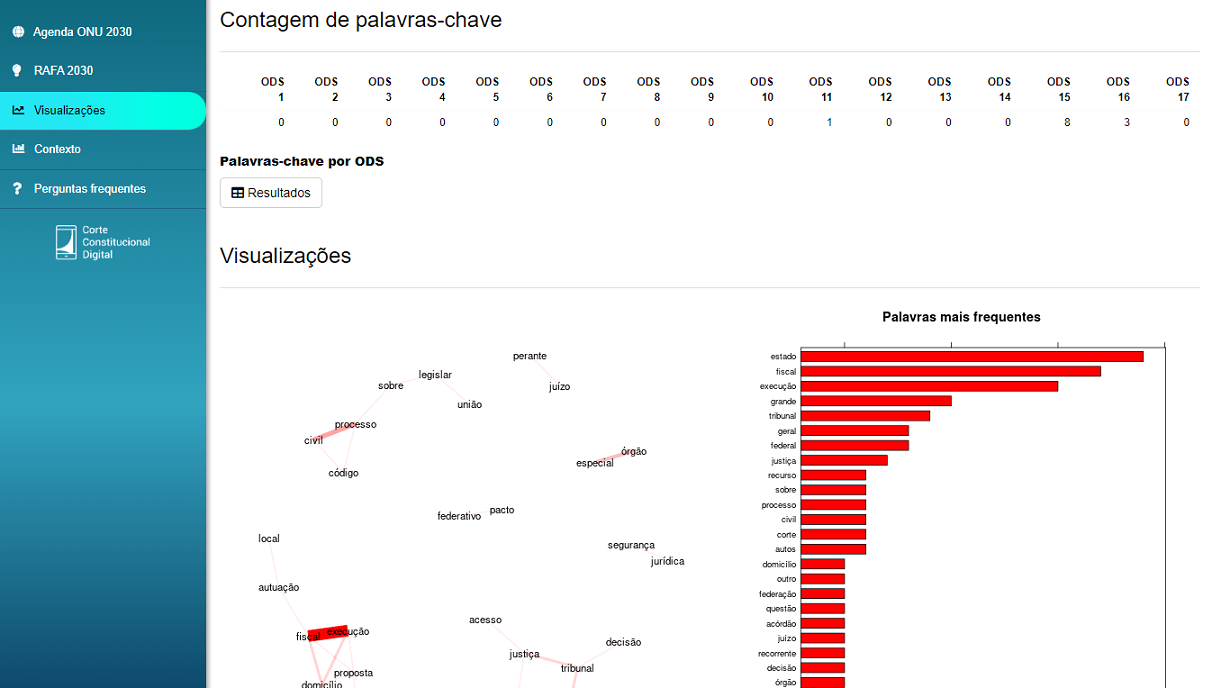 Agenda ONU 2030
RAFA 2030
Visualizações
Contexto
Perguntas frequentes
Corte
Constitucional
Digital
Contagem de palavras-chave
ODS ODS ODS ODS ODS ODS ODS ODS ODS ODS ODS ODS ODS ODS ODS ODS ODS
1 2 3 4 5 6 7 8 9 10 11 12 13 14 15 16 17
0 0 0 0 0 0 0 0 0 0 1 0 0 0 8 3 0
Palavras-chave por ODS
Resultados
Visualizações
perante
legislar
sobre
juízo
união
processo
civil
órgão
especial
código
pacto
federativo
local
segurança
jurídica
autuação
acesso
fiscal execução
decisão
justiça
tribunal
proposta
domicílio
Palavras mais frequentes
estado
fiscal
execução
grande
tribunal
geral
federal
justiça
recurso
sobre
processo
civil
corte
autos
domicílio
outro
federação
questão
acórdão
juízo
recorrente
decisão
órgão